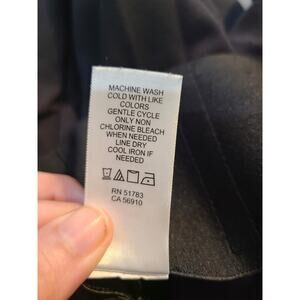 MACHINE WASH
COLD WITH LIKE
COLORS
GENTLE CYCLE
ONLY NON
CHLORINE BLEACH
WHEN NEEDED
LINE DRY
COOL IRON IF
NEEDED
RN 51783
CA 56910